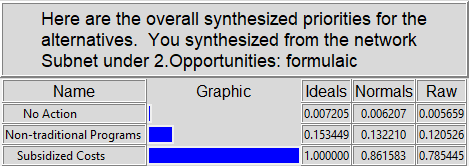 Here are the overall synthesized priorities for the
alternatives. You synthesized from the network
Subnet under 2.Opportunities: formulaic
Name Graphic Ideals Normals Raw
No Action 0.007205 0.006207 0.005659
Non-traditional Programs 0.153449 0.132210 0.120526
Subsidized Costs 1.000000 0.861583 0.785445